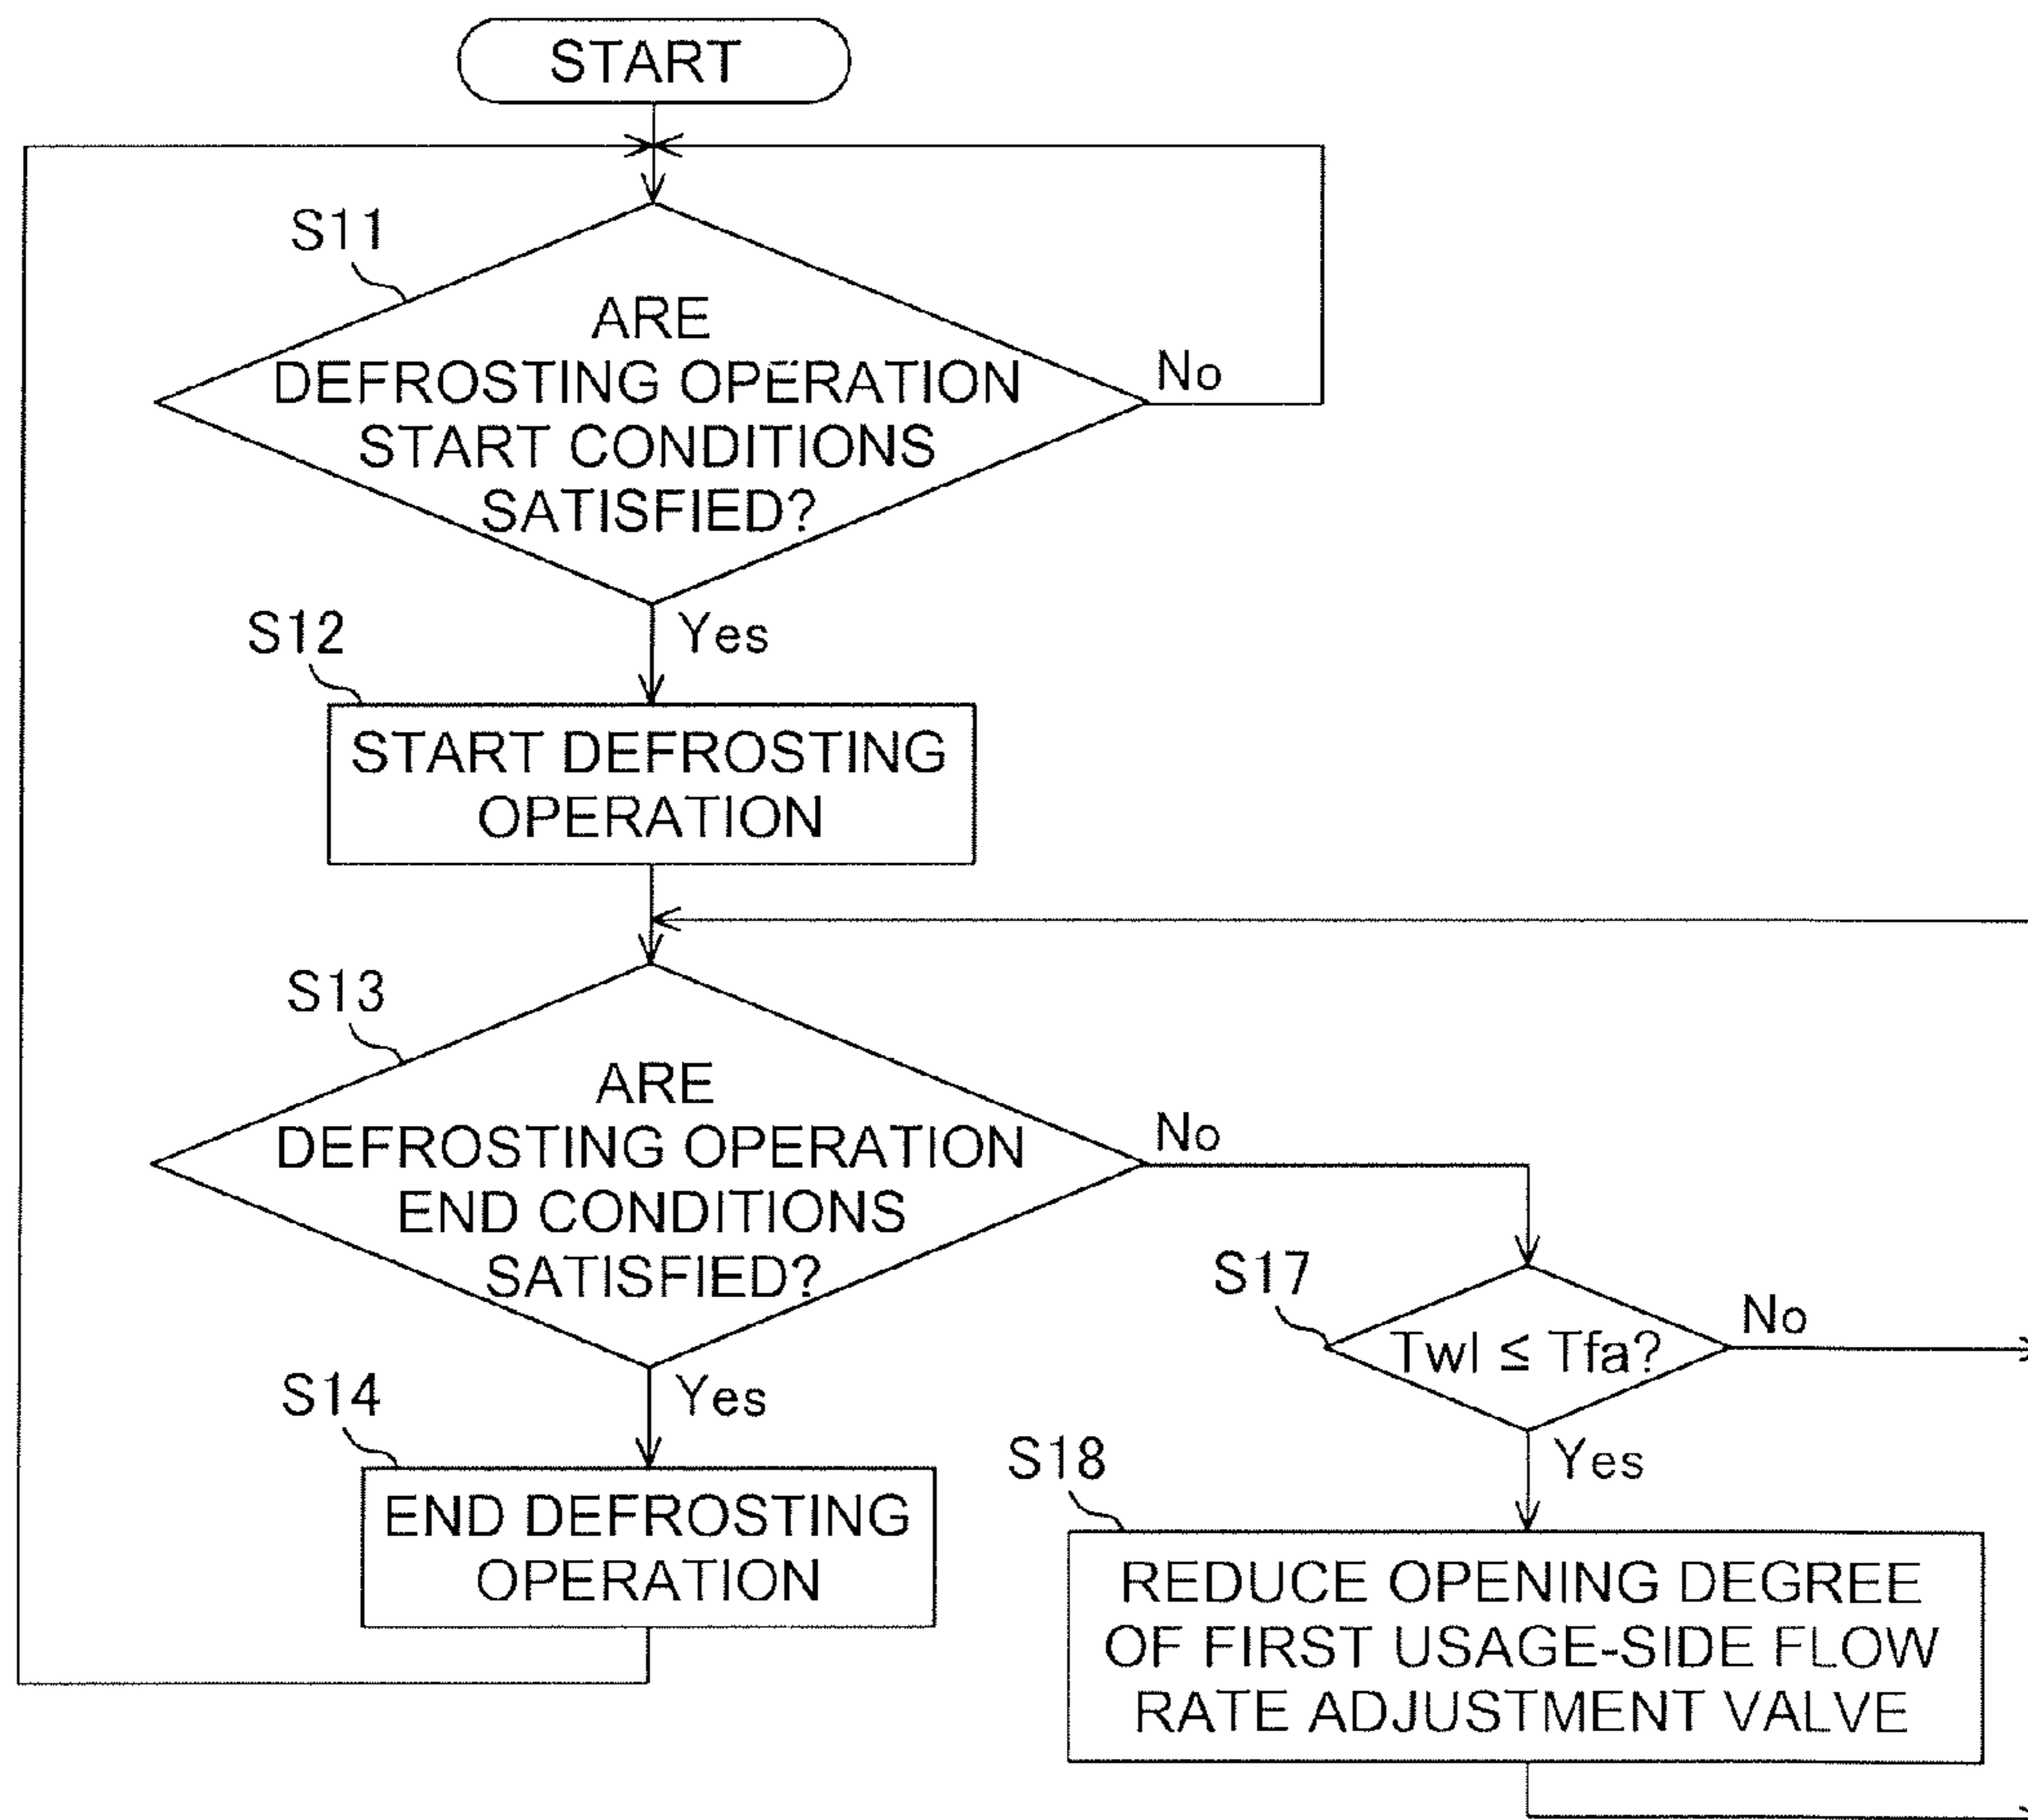 START
S11
ARE
DEFROSTING OPERATION
START CONDITIONS
SATISFIED?
No
Yes
S12
START DEFROSTING
OPERATION
S13
ARE
DEFROSTING OPERATION
END CONDITIONS
SATISFIED?
No
Yes
S14
END DEFROSTING
OPERATION
S17
Twl ≤ Tfa?
No
Yes
S18
REDUCE OPENING DEGREE
OF FIRST USAGE-SIDE FLOW
RATE ADJUSTMENT VALVE